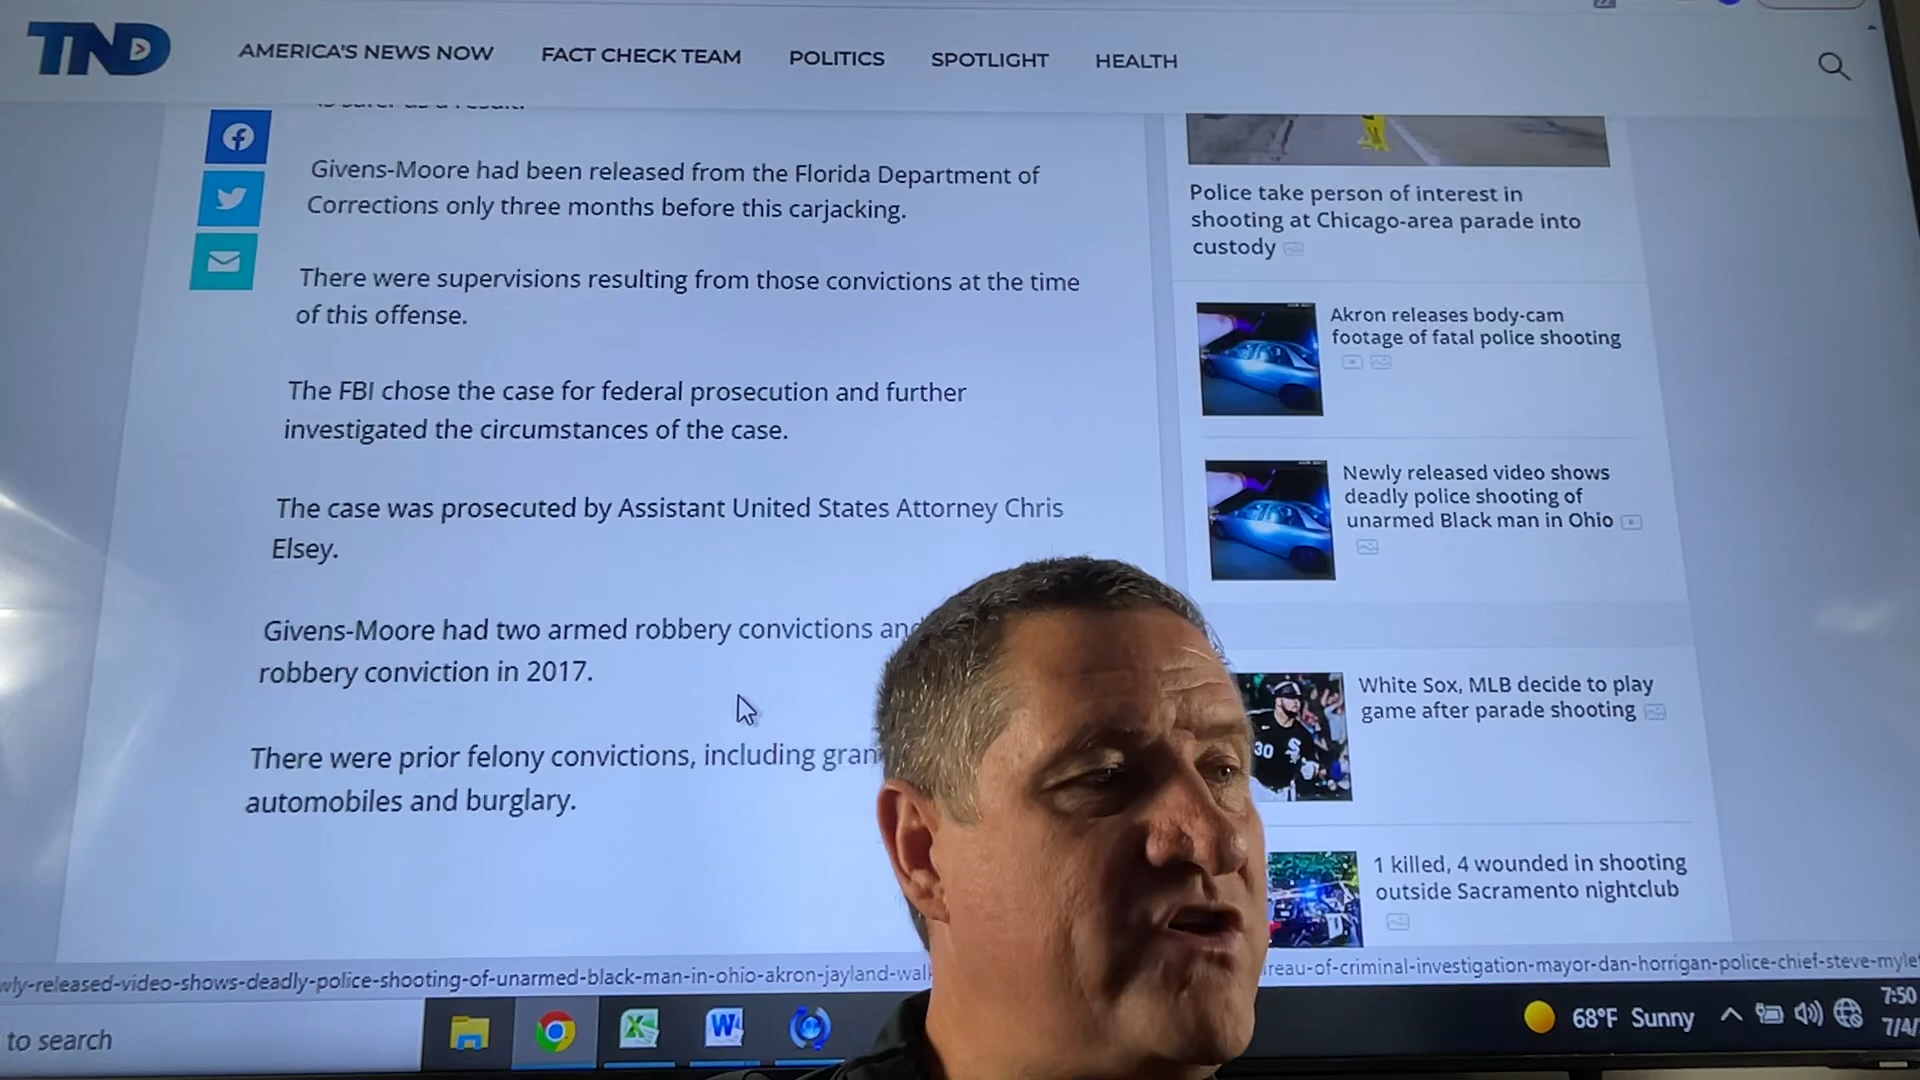 TND
AMERICA'S NEWS NOW
FACT CHECK TEAM
POLITICS
SPOTLIGHT
HEALTH
is safer as a result.
Givens-Moore had been released from the Florida Department of
Corrections only three months before this carjacking.
There were supervisions resulting from those convictions at the time
of this offense.
The FBI chose the case for federal prosecution and further
investigated the circumstances of the case.
The case was prosecuted by Assistant United States Attorney Chris
Elsey.
Givens-Moore had two armed robbery convictions and
robbery conviction in 2017.
There were prior felony convictions, including gran
automobiles and burglary.
Police take person of interest in
shooting at Chicago-area parade into
custody
Akron releases body-cam
footage of fatal police shooting
Newly released video shows
deadly police shooting of
unarmed Black man in Ohio
30
White Sox, MLB decide to play
game after parade shooting
1 killed, 4 wounded in shooting
outside Sacramento nightclub
wly-released-video-shows-deadly-police-shooting-of-unarmed-black-man-in-ohio-akron-jayland-wal
reau-of-criminal-investigation-mayor-dan-horrigan-police-chief-steve-myle
to search
68°F Sunny
7:50
7/4/